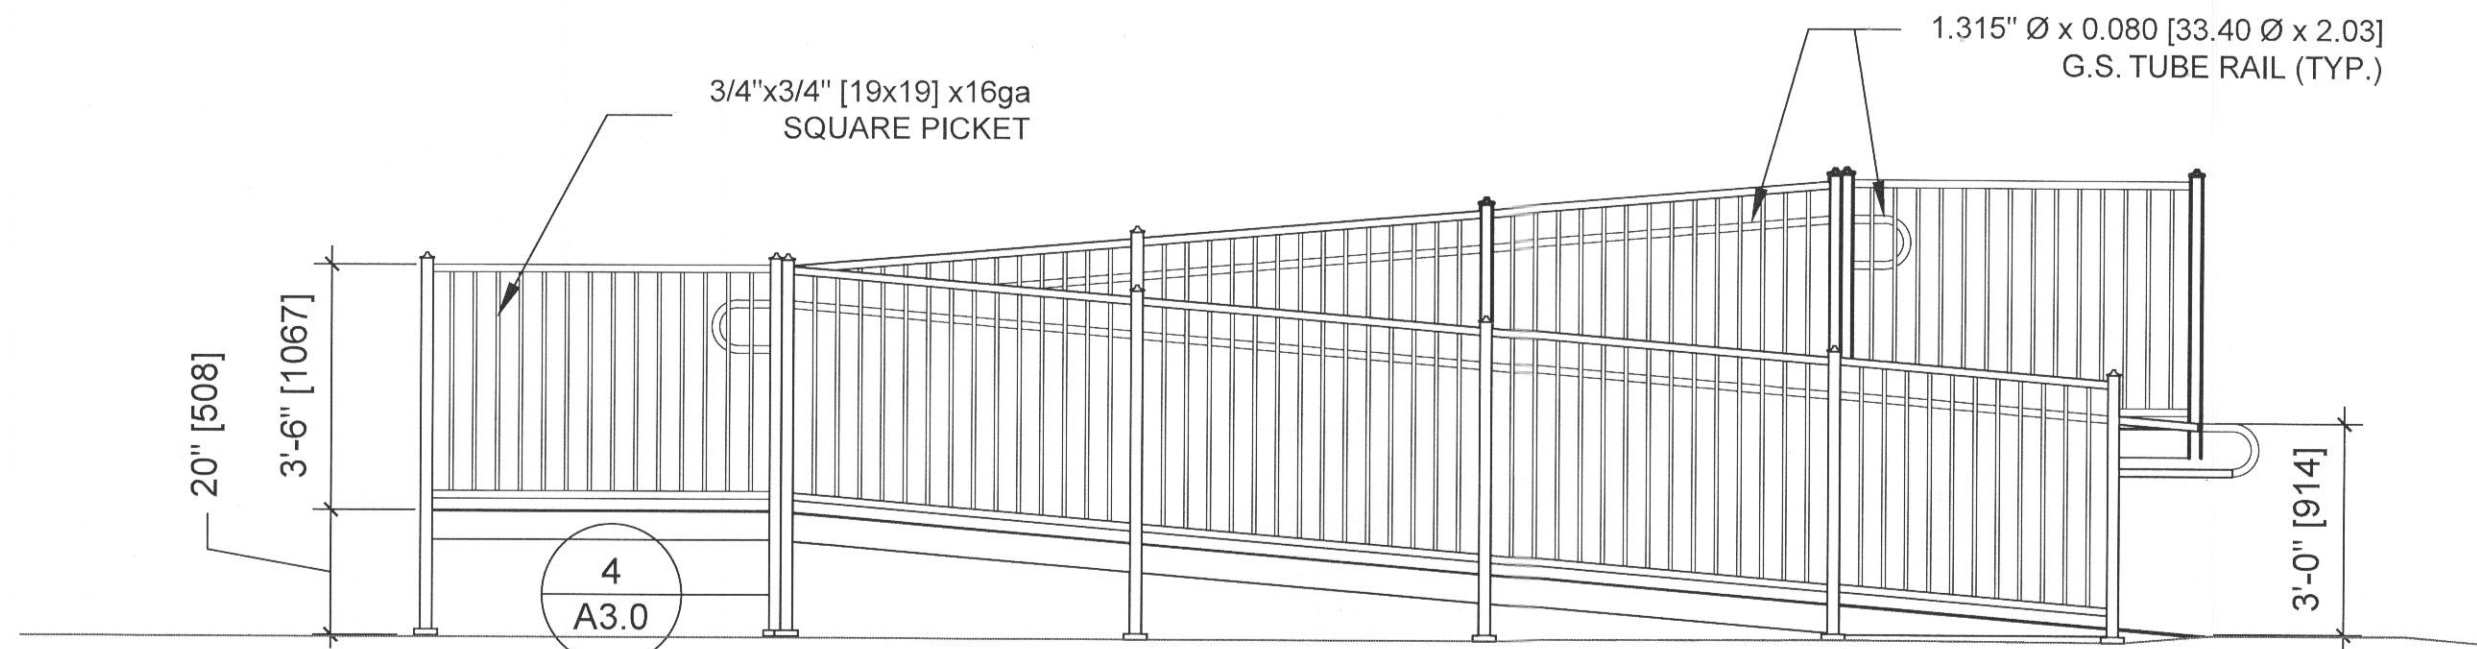 1.315" Ø x 0.080 [33.40 Ø x 2.03]
G.S. TUBE RAIL (TYP.)
3/4"x3/4" [19x19] x16ga
SQUARE PICKET
20" [508]
3'-6" [1067]
3'-0" [914]
4
A3.0